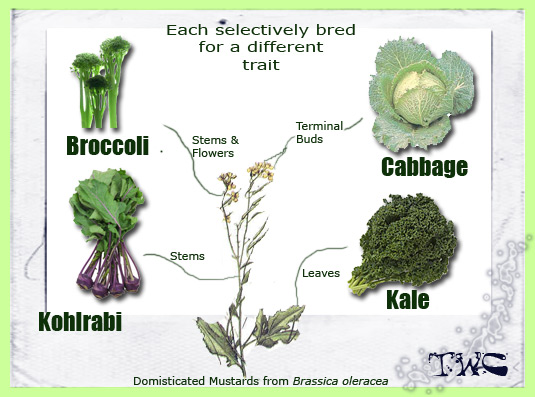 Each selectively bred
for a different
trait
Broccoli
Stems &
Flowers
Terminal
Buds
Cabbage
Stems
Leaves
Kohlrabi
Kale
TWC
Domisticated Mustards from Brassica oleracea